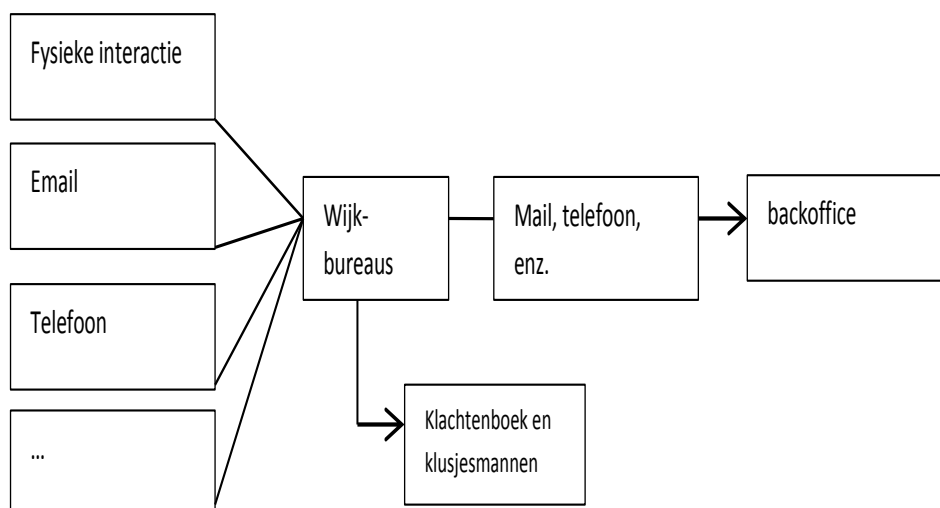 Fysieke interactie
Email
Telefoon
...
Wijk-
bureaus
Mail, telefoon,
enz.
backoffice
Klachtenboek en
klusjesmannen